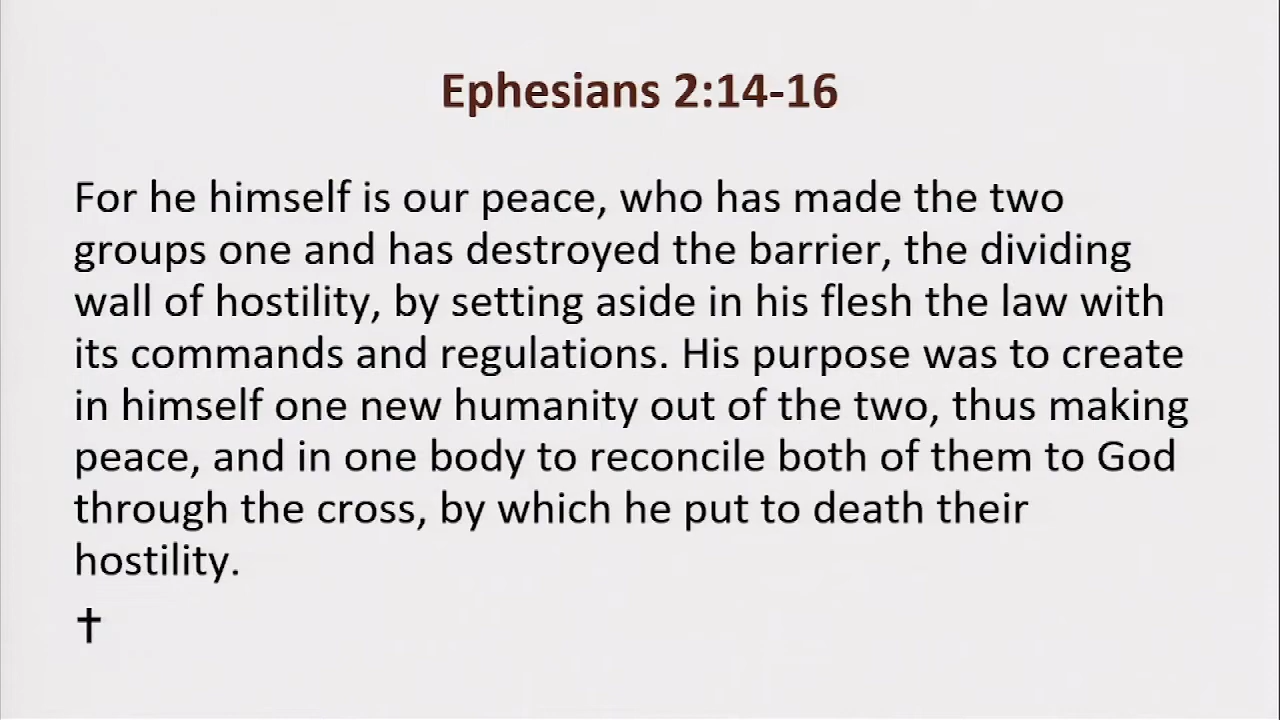 Ephesians 2:14-16
For he himself is our peace, who has made the two
groups one and has destroyed the barrier, the dividing
wall of hostility, by setting aside in his flesh the law with
its commands and regulations. His purpose was to create
in himself one new humanity out of the two, thus making
peace, and in one body to reconcile both of them to God
through the cross, by which he put to death their
hostility.
✝